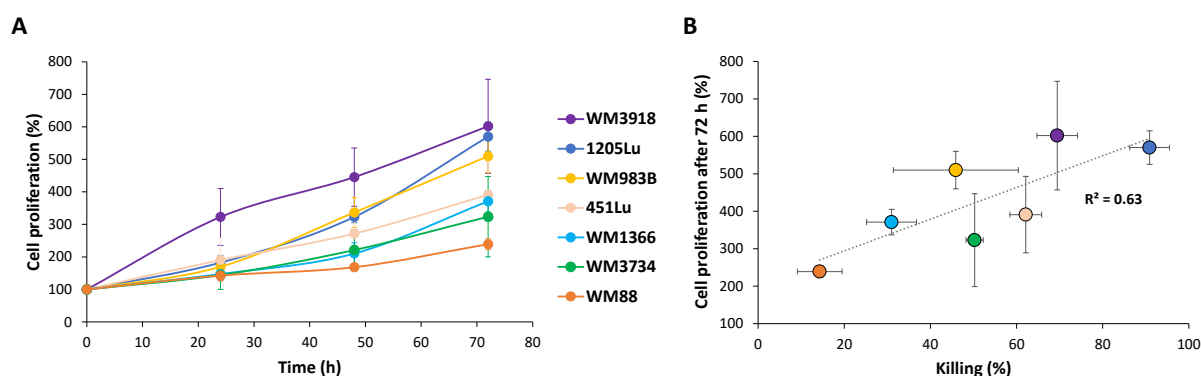 A
Cell proliferation (%)
800
700
600
500
400
300
200
100
0
0 10 20 30 40 50 60 70 80
Time (h)
WM3918
1205Lu
WM983B
451Lu
WM1366
WM3734
WM88
B
Cell proliferation after 72 h (%)
800
700
600
500
400
300
200
100
R² = 0.63
0 20 40 60 80 100
Killing (%)